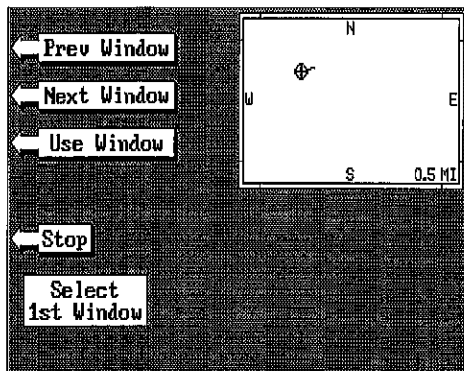 Prev Window
Next Window
Use Window
Stop
Select
1st Window
N
W
E
S
0.5 MI